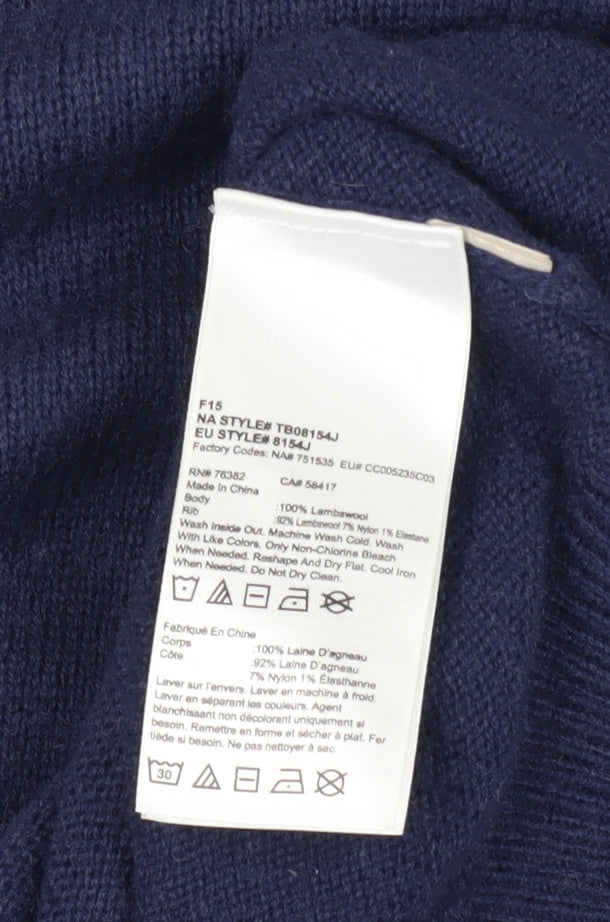 F15
NA STYLE# TB08154J
EU STYLE# 8154J
Factory Codes: NA# 751535 EU# CC005235C03
RN# 76382 CA# 58417
Made In China
Body :100% Lambswool
Rib :92% Lambswool 7% Nylon 1% Elastane
Wash Inside Out. Machine Wash Cold. Wash
With Like Colors. Only Non-Chlorine Bleach
When Needed. Reshape And Dry Flat. Cool Iron
When Needed. Do Not Dry Clean.
Fabriqué En Chine
Corps :100% Laine D'agneau
Côte :92% Laine D'agneau
7% Nylon 1% Élasthanne
Laver sur l'envers. Laver en machine à froid.
Laver en séparant les couleurs. Agent
blanchissant non décolorant uniquement si
besoin. Remettre en forme et sécher à plat. Fer
tiède si besoin. Ne pas nettoyer à sec.
30